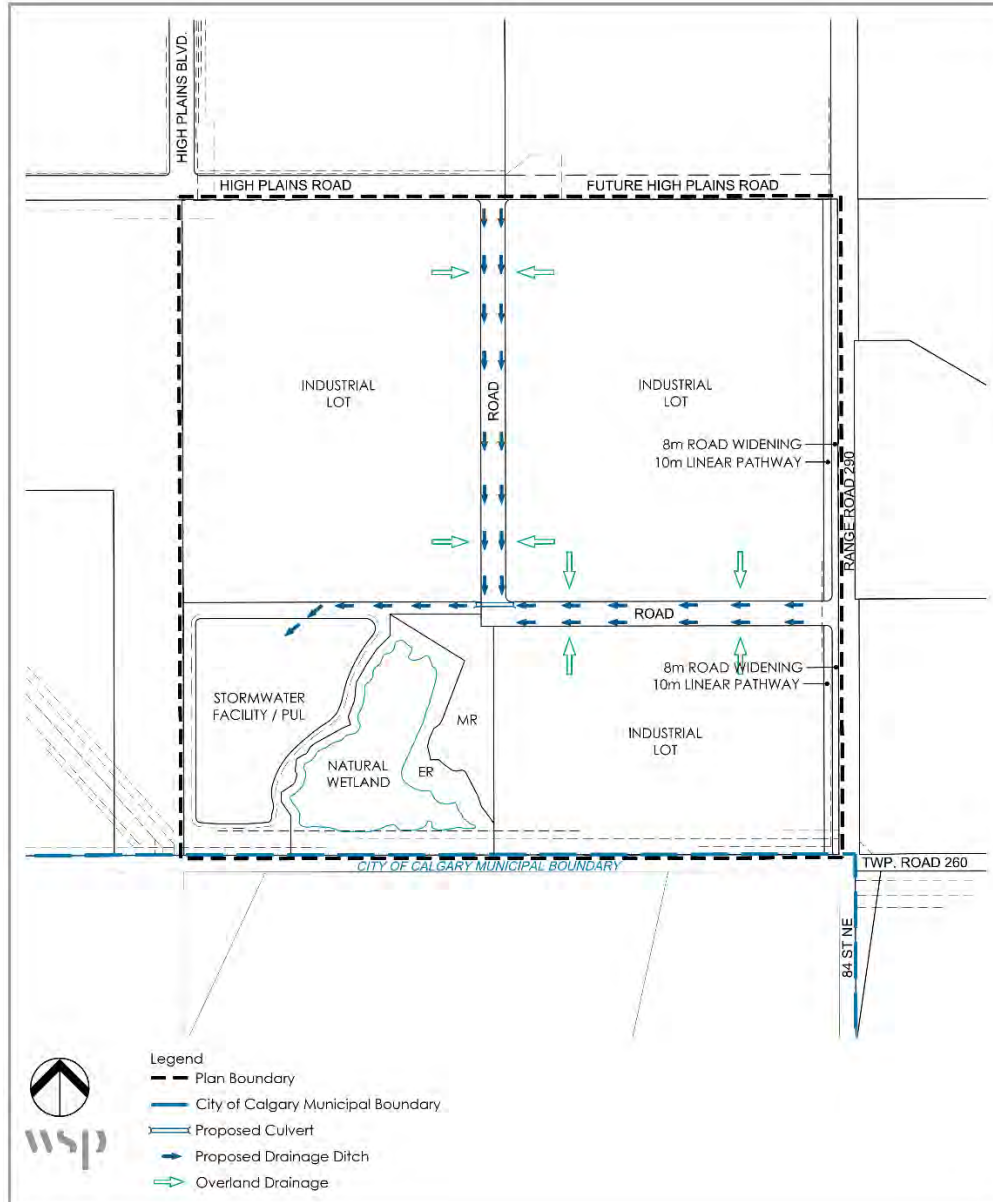 HIGH PLAINS BLVD.
HIGH PLAINS ROAD
FUTURE HIGH PLAINS ROAD
INDUSTRIAL
LOT
ROAD
INDUSTRIAL
LOT
8m ROAD WIDENING
10m LINEAR PATHWAY
RANGE ROAD 290
ROAD
8m ROAD WIDENING
10m LINEAR PATHWAY
STORMWATER
FACILITY / PUL
MR
INDUSTRIAL
LOT
NATURAL
WETLAND
ER
CITY OF CALGARY MUNICIPAL BOUNDARY
TWP. ROAD 260
84 ST NE
Legend
Plan Boundary
City of Calgary Municipal Boundary
Proposed Culvert
Proposed Drainage Ditch
Overland Drainage
wsp